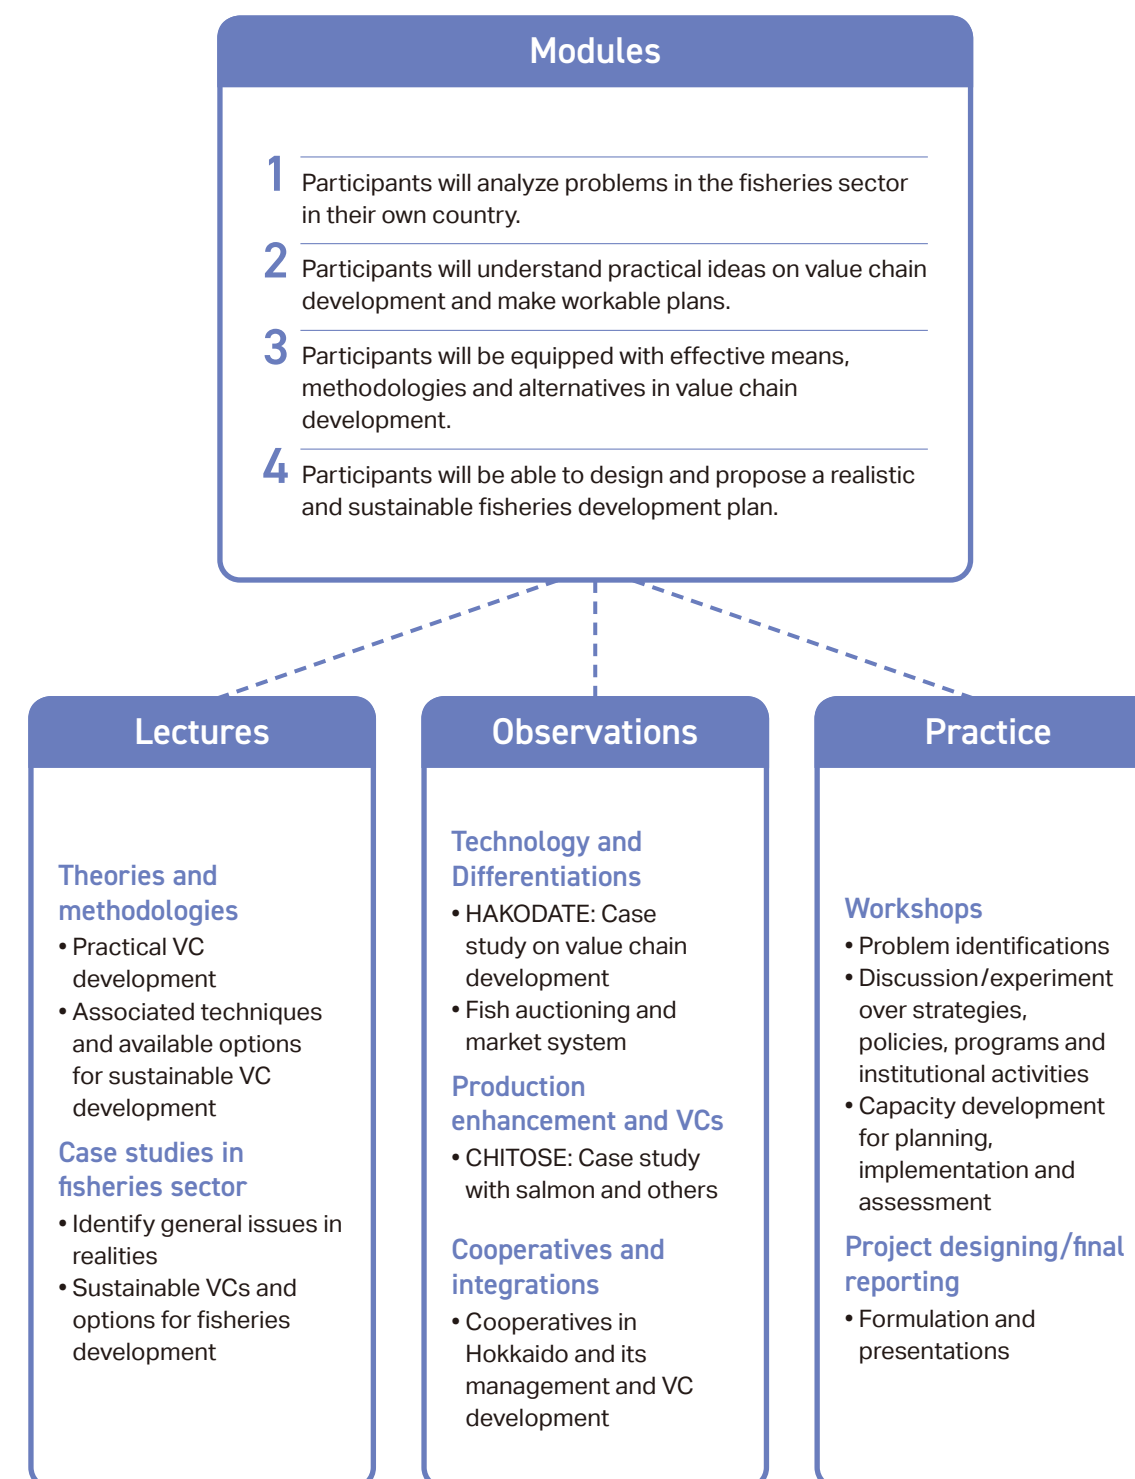 Modules
1
Participants will analyze problems in the fisheries sector
in their own country.
2
Participants will understand practical ideas on value chain
development and make workable plans.
3
Participants will be equipped with effective means,
methodologies and alternatives in value chain
development.
4
Participants will be able to design and propose a realistic
and sustainable fisheries development plan.
Lectures
Theories and
methodologies
• Practical VC
development
• Associated techniques
and available options
for sustainable VC
development
Case studies in
fisheries sector
• Identify general issues in
realities
• Sustainable VCs and
options for fisheries
development
Observations
Technology and
Differentiations
• HAKODATE: Case
study on value chain
development
• Fish auctioning and
market system
Production
enhancement and VCs
• CHITOSE: Case study
with salmon and others
Cooperatives and
integrations
• Cooperatives in
Hokkaido and its
management and VC
development
Practice
Workshops
• Problem identifications
• Discussion/experiment
over strategies,
policies, programs and
institutional activities
• Capacity development
for planning,
implementation and
assessment
Project designing/final
reporting
• Formulation and
presentations